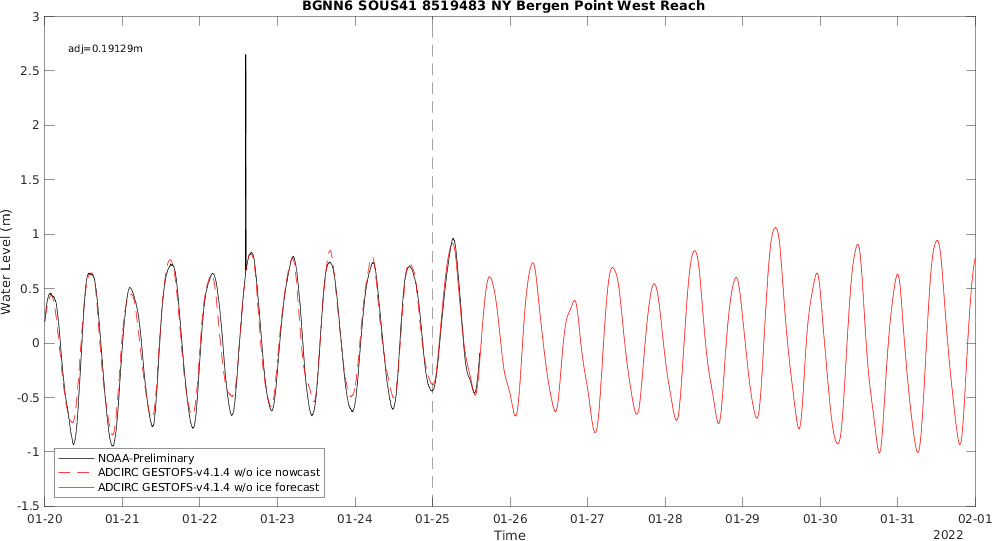 BGNN6 SOUS41 8519483 NY Bergen Point West Reach
adj=0.19129m
Water Level (m)
3
2.5
2
1.5
1
0.5
0
-0.5
-1
-1.5
NOAA-Preliminary
ADCIRC GESTOFS-v4.1.4 w/o ice nowcast
ADCIRC GESTOFS-v4.1.4 w/o ice forecast
01-20 01-21 01-22 01-23 01-24 01-25 01-26 01-27 01-28 01-29 01-30 01-31 02-01
Time
2022